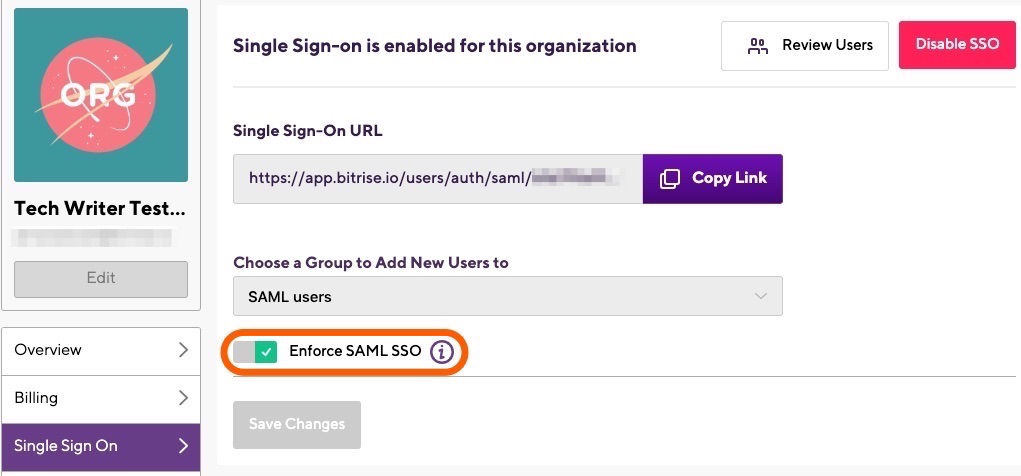 ORG
Tech Writer Test...
Edit
Overview
Billing
Single Sign On
Single Sign-on is enabled for this organization
Review Users
Disable SSO
Single Sign-On URL
https://app.bitrise.io/users/auth/saml/
Copy Link
Choose a Group to Add New Users to
SAML users
Enforce SAML SSO
Save Changes